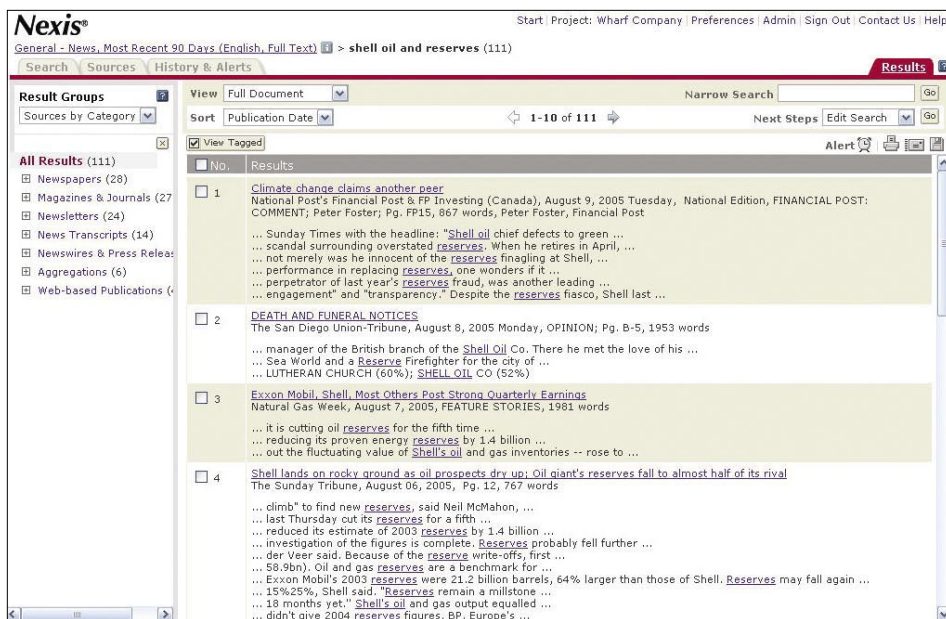 Nexis®
Start | Project: Wharf Company | Preferences | Admin | Sign Out | Contact Us | Help
General - News, Most Recent 90 Days (English, Full Text) i > shell oil and reserves (111)
Search Sources History & Alerts Results ?
Result Groups ?
Sources by Category
View Full Document Narrow Search Go
Sort Publication Date 1-10 of 111 Next Steps Edit Search Go
View Tagged Alert
All Results (111)
Newspapers (28)
Magazines & Journals (27
Newsletters (24)
News Transcripts (14)
Newswires & Press Releas
Aggregations (6)
Web-based Publications (
No. Results
1 Climate change claims another peer
National Post's Financial Post & FP Investing (Canada), August 9, 2005 Tuesday, National Edition, FINANCIAL POST:
COMMENT; Peter Foster; Pg. FP15, 867 words, Peter Foster, Financial Post
... Sunday Times with the headline: "Shell oil chief defects to green ...
... scandal surrounding overstated reserves. When he retires in April, ...
... not merely was he innocent of the reserves finagling at Shell, ...
... performance in replacing reserves, one wonders if it ...
... perpetrator of last year's reserves fraud, was another leading ...
... engagement" and "transparency." Despite the reserves fiasco, Shell last ...
2 DEATH AND FUNERAL NOTICES
The San Diego Union-Tribune, August 8, 2005 Monday, OPINION; Pg. B-5, 1953 words
... manager of the British branch of the Shell Oil Co. There he met the love of his ...
... Sea World and a Reserve Firefighter for the city of ...
... LUTHERAN CHURCH (60%); SHELL OIL CO (52%)
3 Exxon Mobil, Shell, Most Others Post Strong Quarterly Earnings
Natural Gas Week, August 7, 2005, FEATURE STORIES, 1981 words
... it is cutting oil reserves for the fifth time ...
... reducing its proven energy reserves by 1.4 billion ...
... out the fluctuating value of Shell's oil and gas inventories -- rose to ...
4 Shell lands on rocky ground as oil prospects dry up; Oil giant's reserves fall to almost half of its rival
The Sunday Tribune, August 06, 2005, Pg. 12, 767 words
... climb" to find new reserves, said Neil McMahon, ...
... last Thursday cut its reserves for a fifth ...
... reduced its estimate of 2003 reserves by 1.4 billion ...
... investigation of the figures is complete. Reserves probably fell further ...
... der Veer said. Because of the reserve write-offs, first ...
... 58.9bn). Oil and gas reserves are a benchmark for ...
... Exxon Mobil's 2003 reserves were 21.2 billion barrels, 64% larger than those of Shell. Reserves may fall again ...
... 15%25%, Shell said. "Reserves remain a millstone ...
... 18 months yet." Shell's oil and gas output equalled ...
... didn't give 2004 reserves figures. BP, Europe's ...